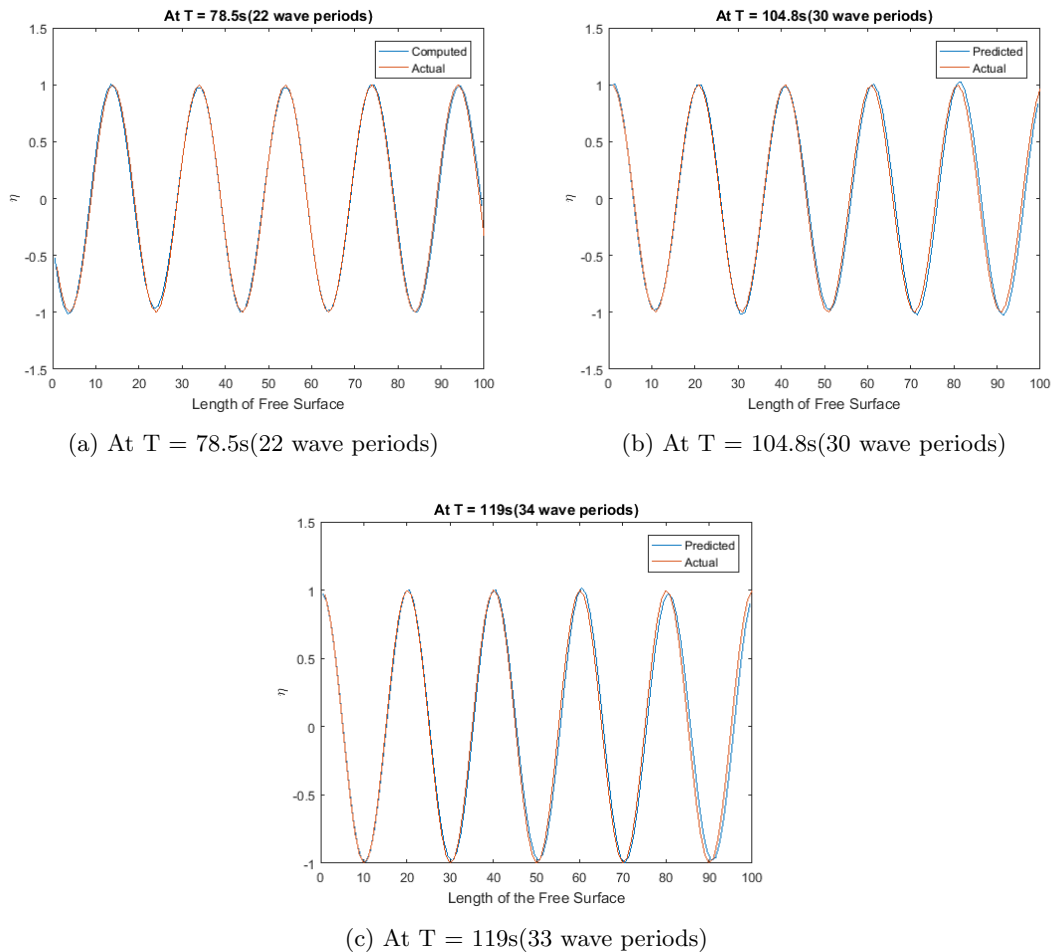 At T = 78.5s(22 wave periods)
1.5
1
0.5
0
-0.5
-1
-1.5
η
Computed
Actual
0 10 20 30 40 50 60 70 80 90 100
Length of Free Surface
(a) At T = 78.5s(22 wave periods)
At T = 104.8s(30 wave periods)
1.5
1
0.5
0
-0.5
-1
-1.5
η
Predicted
Actual
0 10 20 30 40 50 60 70 80 90 100
Length of Free Surface
(b) At T = 104.8s(30 wave periods)
At T = 119s(34 wave periods)
1.5
1
0.5
0
-0.5
-1
η
Predicted
Actual
0 10 20 30 40 50 60 70 80 90 100
Length of the Free Surface
(c) At T = 119s(33 wave periods)